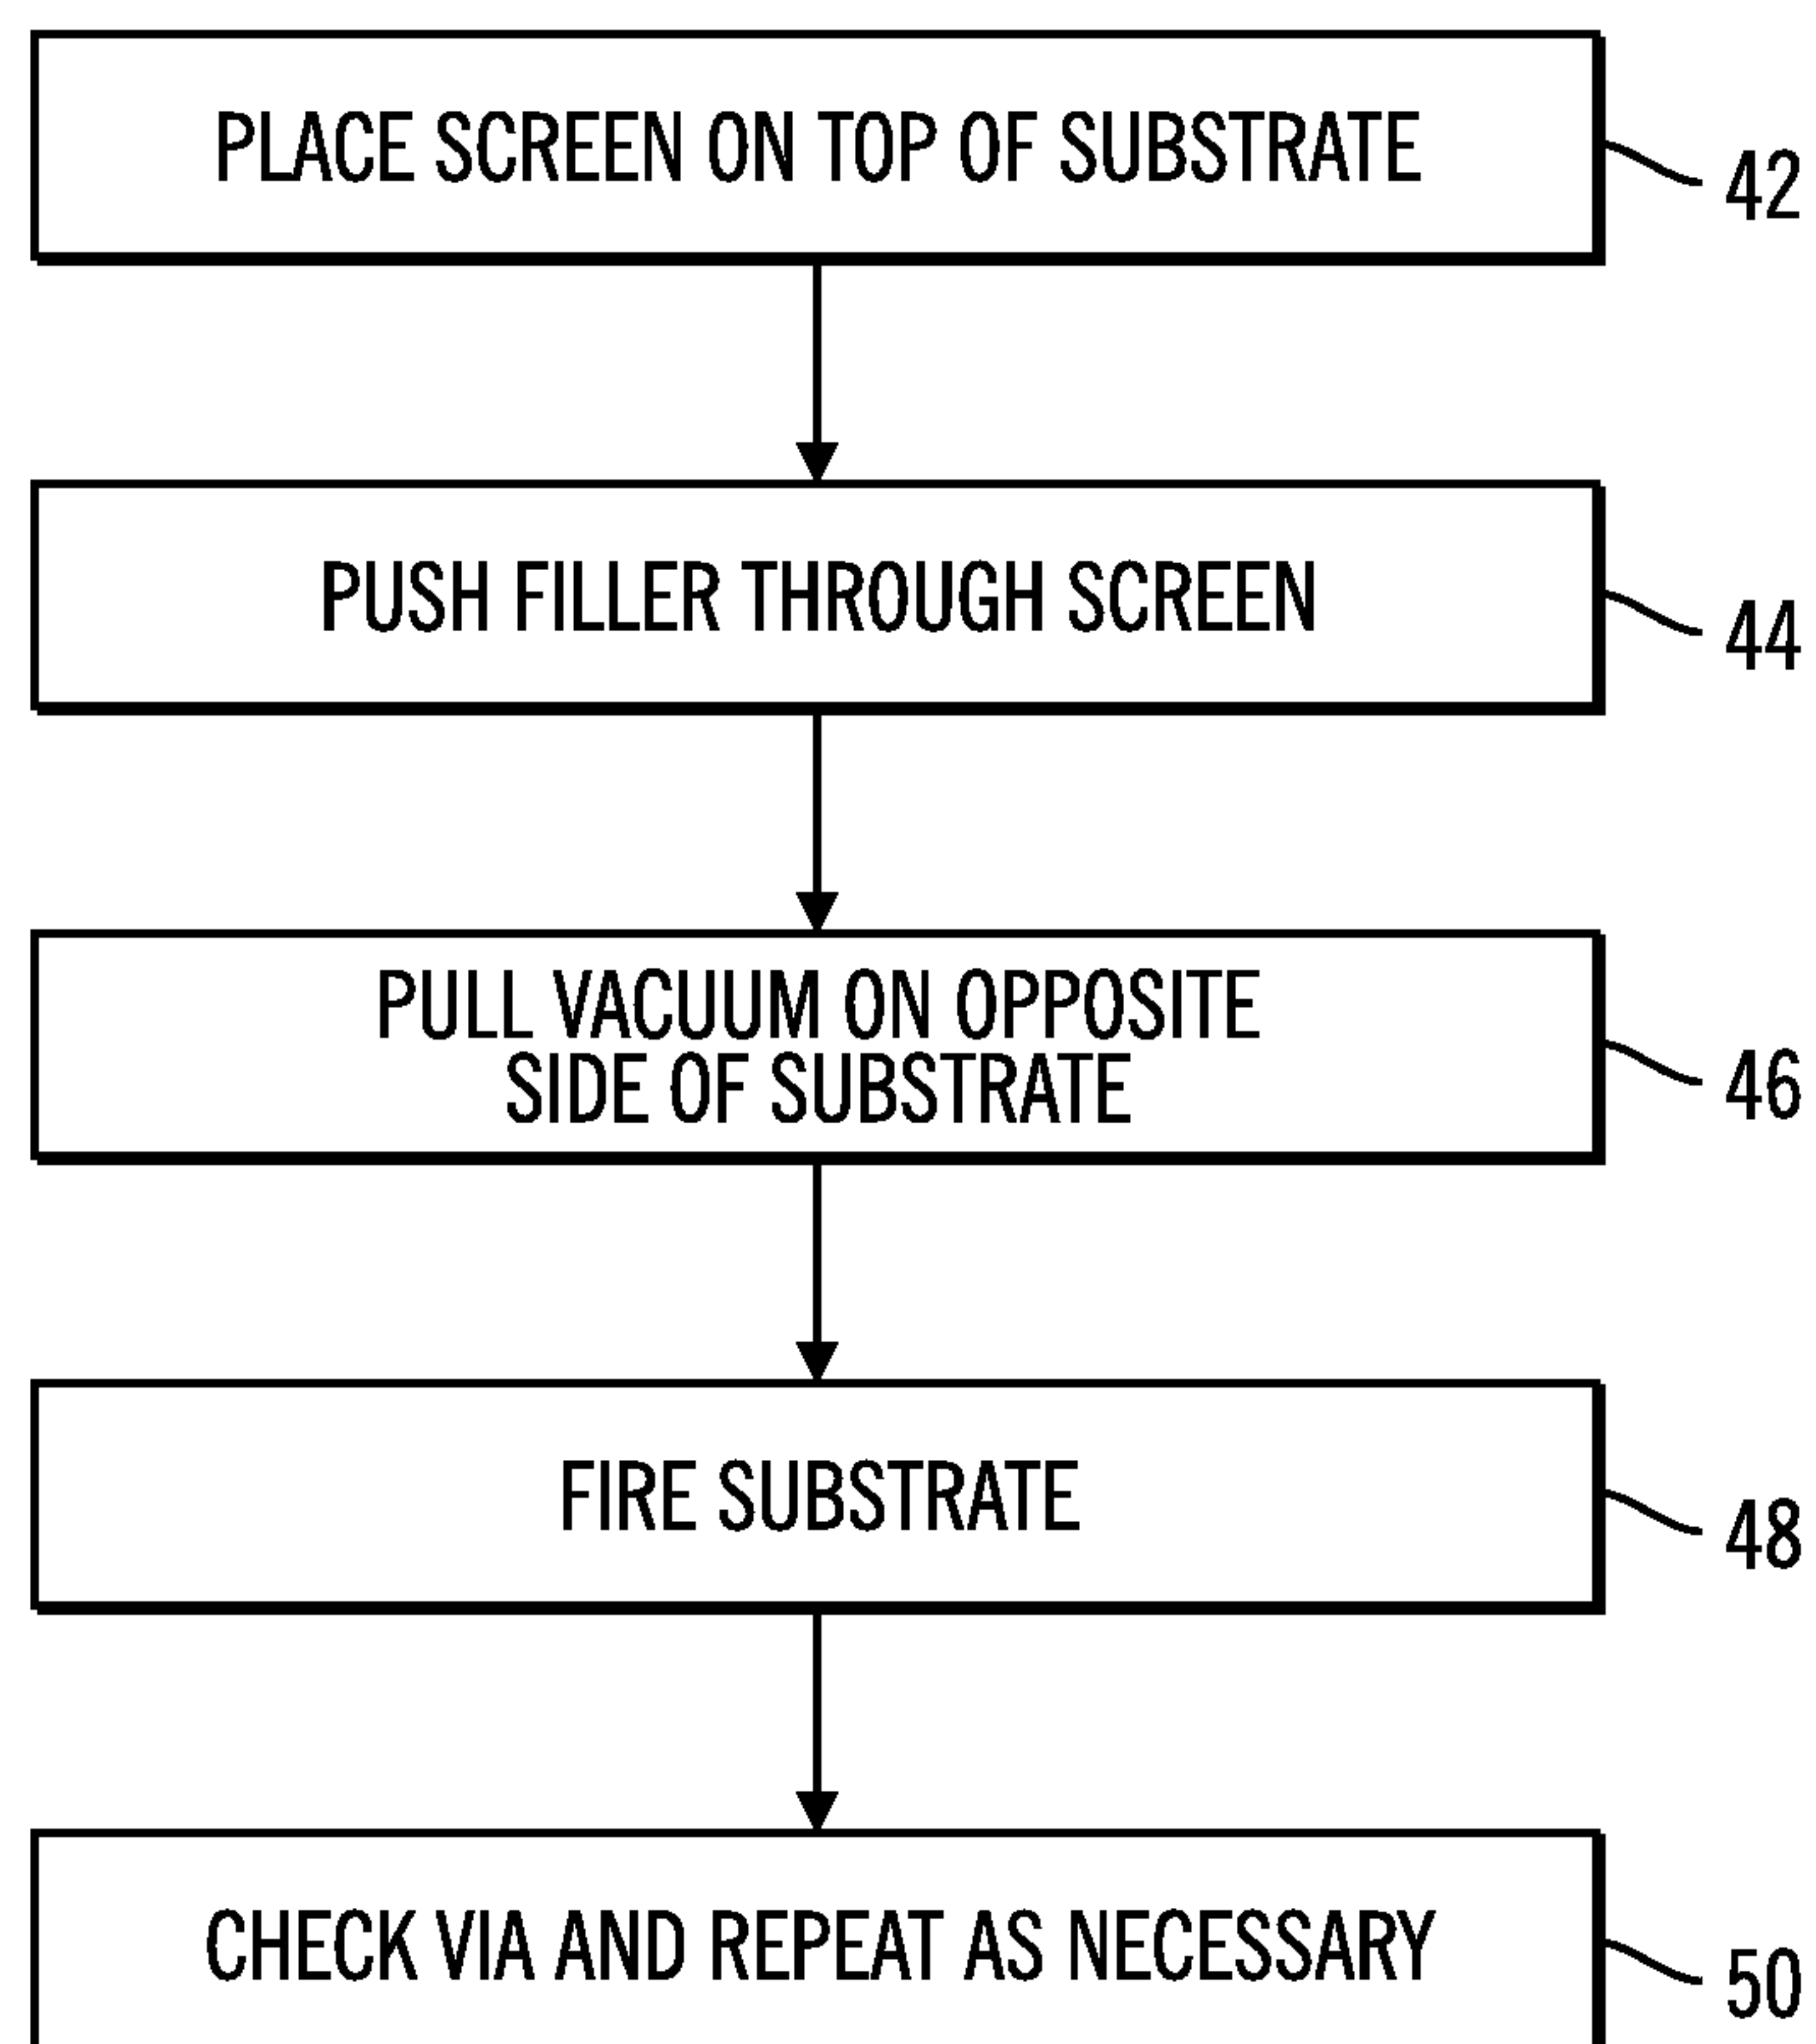 PLACE SCREEN ON TOP OF SUBSTRATE
42
PUSH FILLER THROUGH SCREEN
44
PULL VACUUM ON OPPOSITE
SIDE OF SUBSTRATE
46
FIRE SUBSTRATE
48
CHECK VIA AND REPEAT AS NECESSARY
50